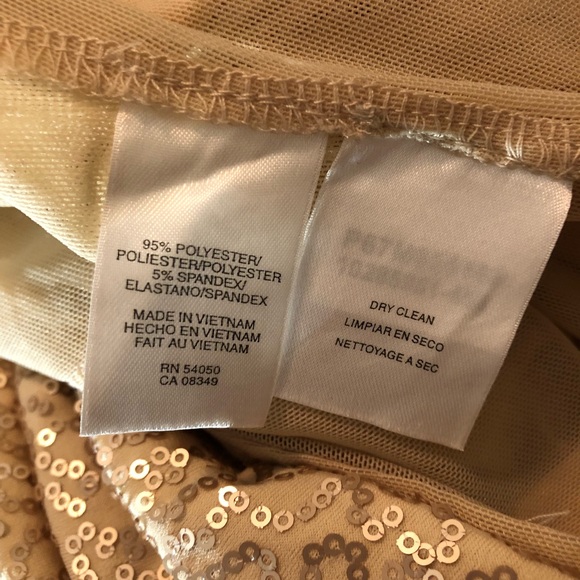 95% POLYESTER/
POLIESTER/POLYESTER
5% SPANDEX/
ELASTANO/SPANDEX
MADE IN VIETNAM
HECHO EN VIETNAM
FAIT AU VIETNAM
RN 54050
CA 08349
DRY CLEAN
LIMPIAR EN SECO
NETTOYAGE A SEC